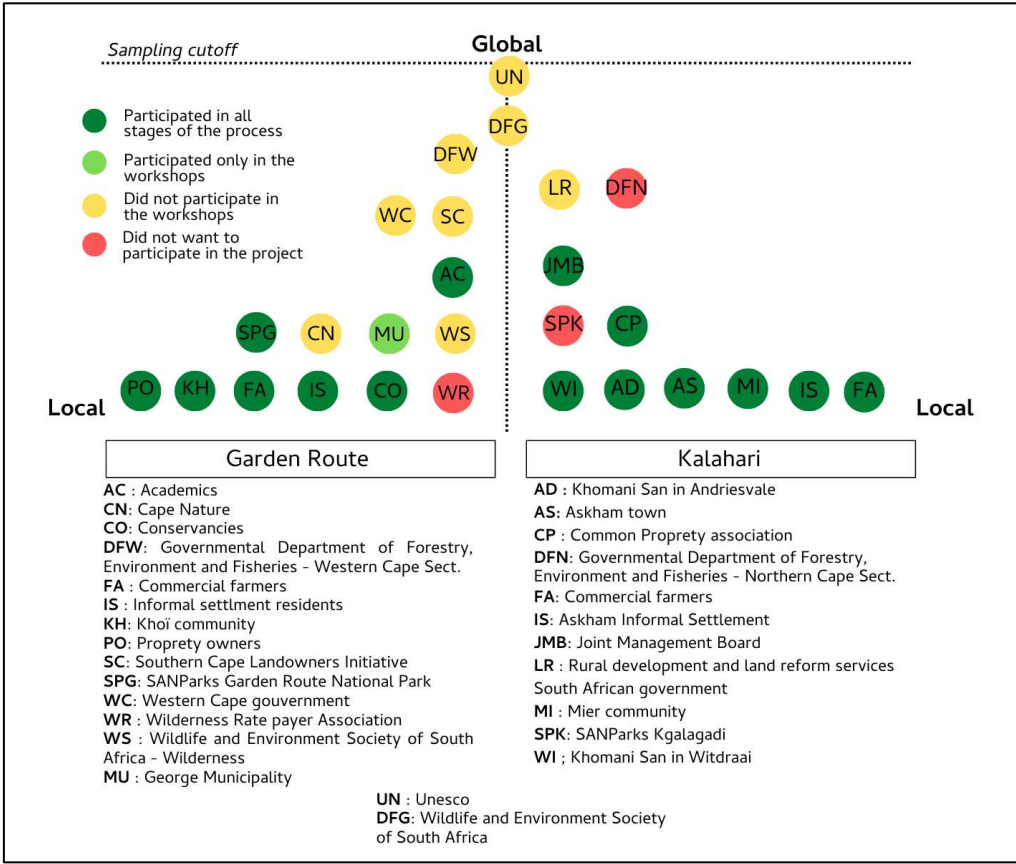 Sampling cutoff
Global
UN
Participated in all
stages of the process
DFG
Participated only in the
workshops
DFW
Did not participate in
the workshops
LR
DFN
WC
SC
Did not want to
participate in the project
AC
JMB
SPG
CN
MU
WS
SPK
CP
PO
KH
FA
IS
CO
WR
WI
AD
AS
MI
IS
FA
Local
Local
Garden Route
Kalahari
AC : Academics
CN: Cape Nature
CO: Conservancies
DFW: Governmental Department of Forestry,
Environment and Fisheries - Western Cape Sect.
FA : Commercial farmers
IS : Informal settlment residents
KH: Khoï community
PO: Proprety owners
SC: Southern Cape Landowners Initiative
SPG: SANParks Garden Route National Park
WC: Western Cape gouvernment
WR : Wilderness Rate payer Association
WS : Wildlife and Environment Society of South
Africa - Wilderness
MU : George Municipality
AD : Khomani San in Andriesvale
AS: Askham town
CP : Common Proprety association
DFN: Governmental Department of Forestry,
Environment and Fisheries - Northern Cape Sect.
FA: Commercial farmers
IS: Askham Informal Settlement
JMB: Joint Management Board
LR : Rural development and land reform services
South African government
MI : Mier community
SPK: SANParks Kgalagadi
WI ; Khomani San in Witdraai
UN : Unesco
DFG: Wildlife and Environment Society
of South Africa